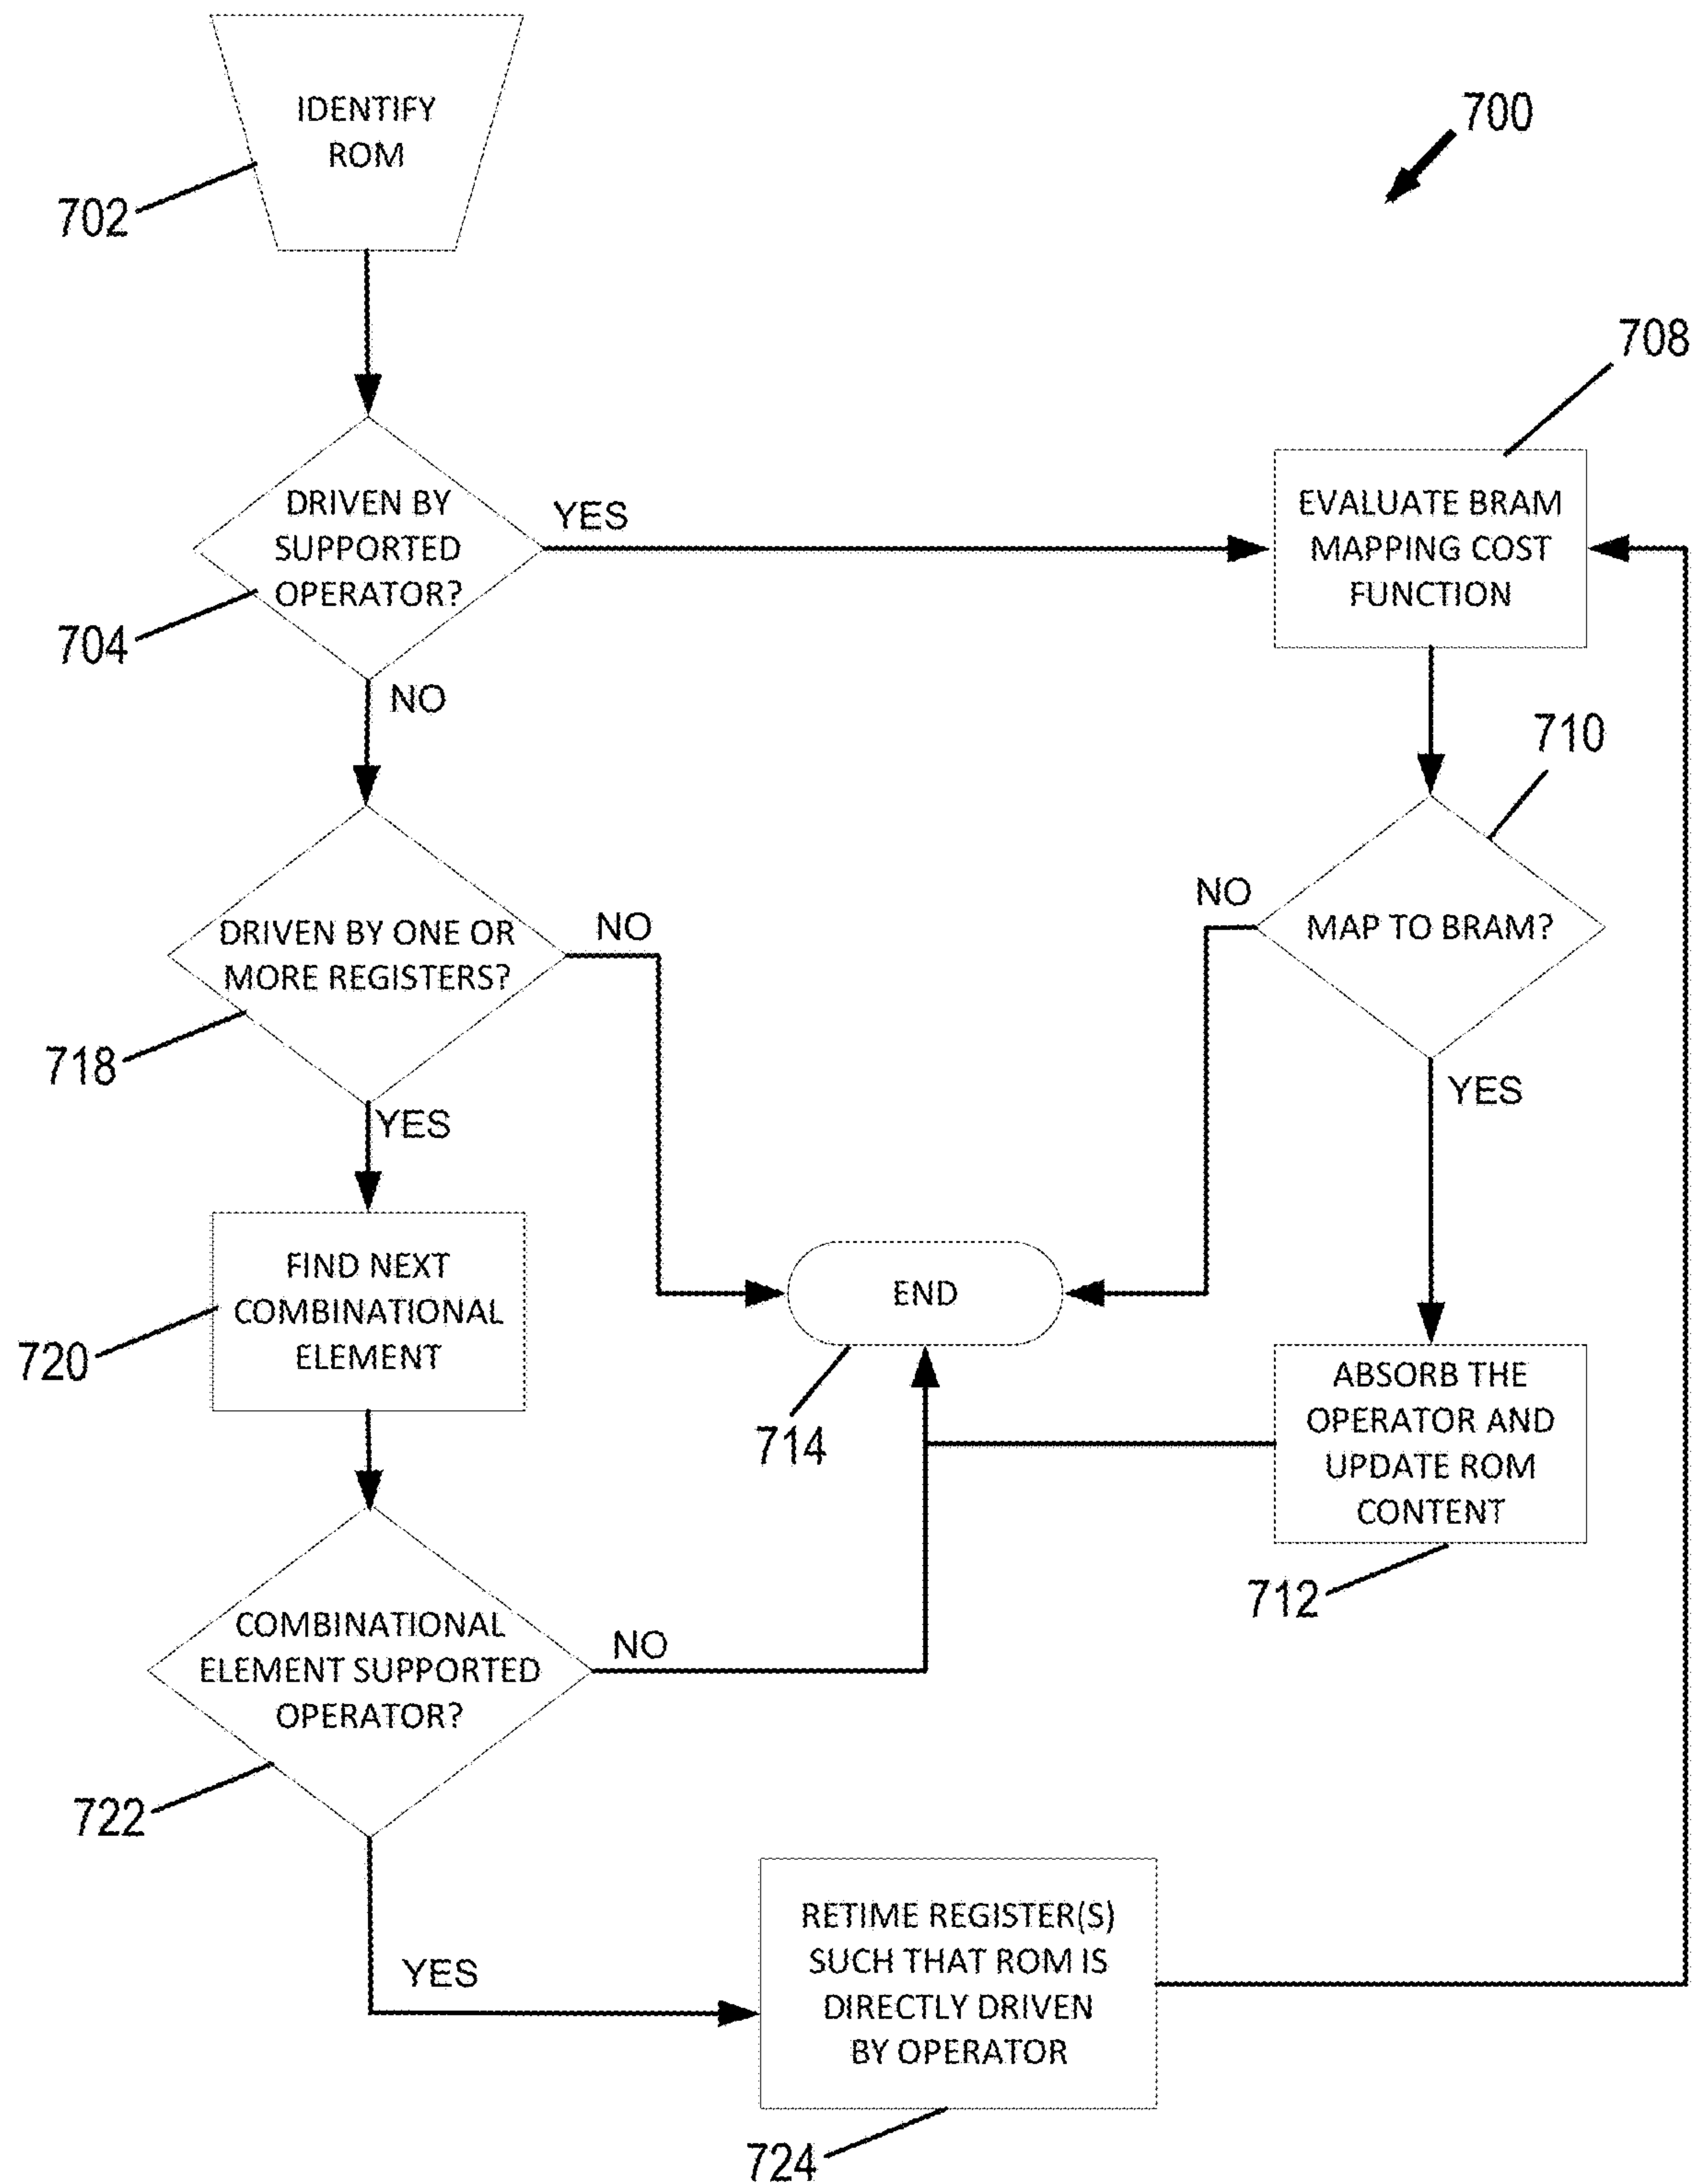 IDENTIFY
ROM
700
702
708
DRIVEN BY
SUPPORTED
OPERATOR?
YES
EVALUATE BRAM
MAPPING COST
FUNCTION
704
NO
710
DRIVEN BY ONE OR
MORE REGISTERS?
NO
NO
MAP TO BRAM?
718
YES
YES
FIND NEXT
COMBINATIONAL
ELEMENT
END
720
714
ABSORB THE
OPERATOR AND
UPDATE ROM
CONTENT
712
COMBINATIONAL
ELEMENT SUPPORTED
OPERATOR?
NO
722
YES
RETIME REGISTER(S)
SUCH THAT ROM IS
DIRECTLY DRIVEN
BY OPERATOR
724